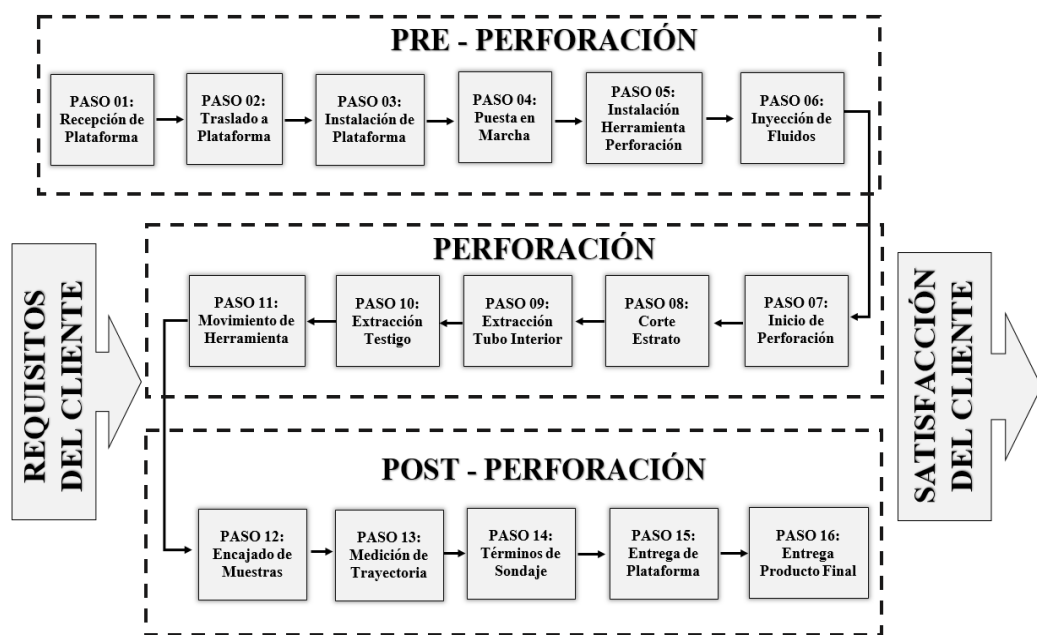 PRE - PERFORACIÓN
PASO 01:
Recepción de
Plataforma
PASO 02:
Traslado a
Plataforma
PASO 03:
Instalación de
Plataforma
PASO 04:
Puesta en
Marcha
PASO 05:
Instalación
Herramienta
Perforación
PASO 06:
Inyección de
Fluidos
REQUISITOS
DEL CLIENTE
PERFORACIÓN
PASO 11:
Movimiento de
Herramienta
PASO 10:
Extracción
Testigo
PASO 09:
Extracción
Tubo Interior
PASO 08:
Corte
Estrato
PASO 07:
Inicio de
Perforación
SATISFACCIÓN
DEL CLIENTE
POST - PERFORACIÓN
PASO 12:
Encajado de
Muestras
PASO 13:
Medición de
Trayectoria
PASO 14:
Términos de
Sondaje
PASO 15:
Entrega de
Plataforma
PASO 16:
Entrega
Producto Final